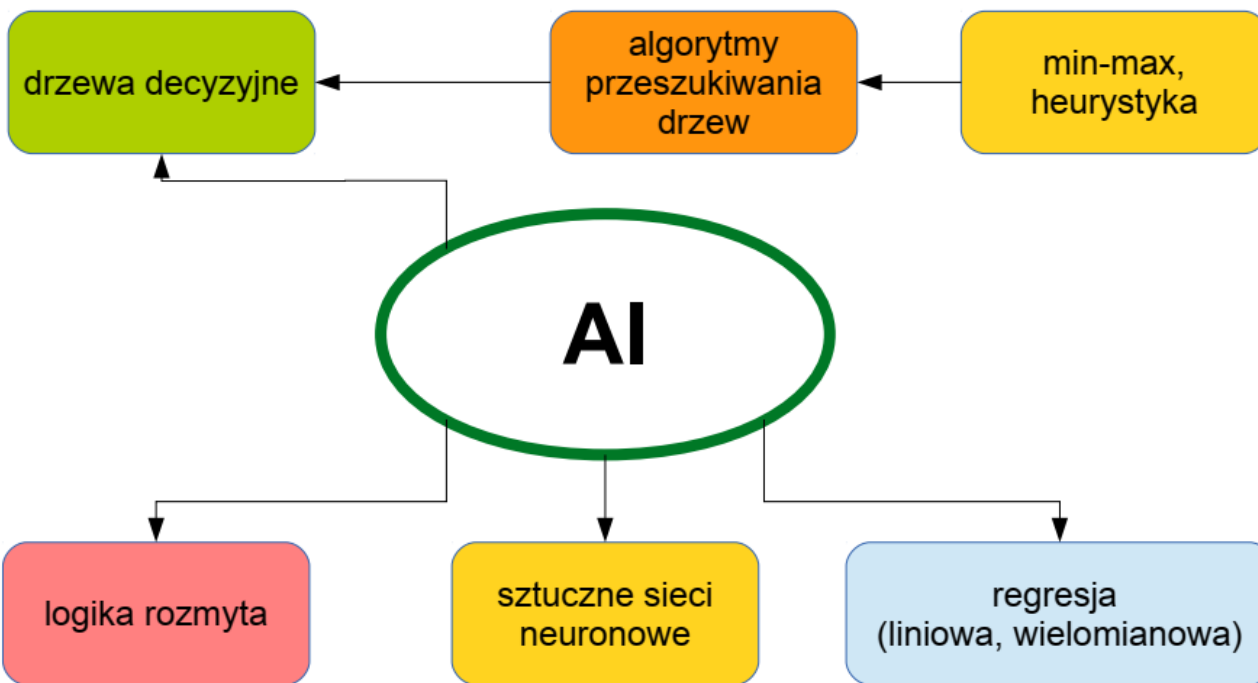 drzewa decyzyjne
algorytmy
przeszukiwania
drzew
min-max,
heurystyka
AI
logika rozmyta
sztuczne sieci
neuronowe
regresja
(liniowa, wielomianowa)